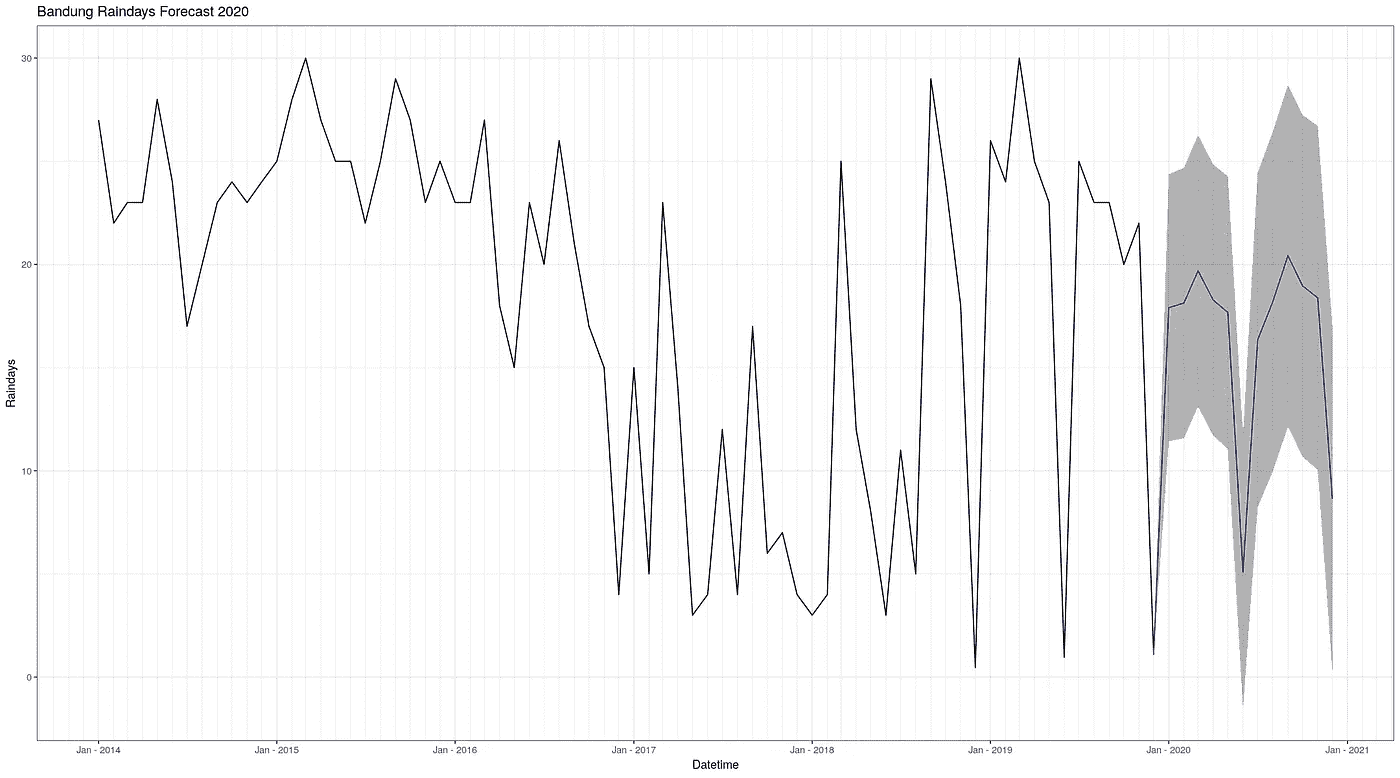 Bandung Raindays Forecast 2020
30
20
10
0
Raindays
Jan - 2014 Jan - 2015 Jan - 2016 Jan - 2017 Jan - 2018 Jan - 2019 Jan - 2020 Jan - 2021
Datetime